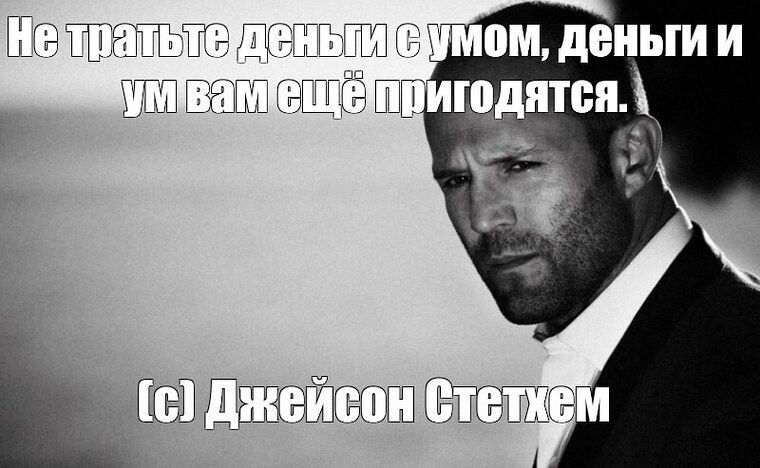 Не тратьте деньги с умом, деньги и
ум вам ещё пригодятся.
(с) Джейсон Стетхем